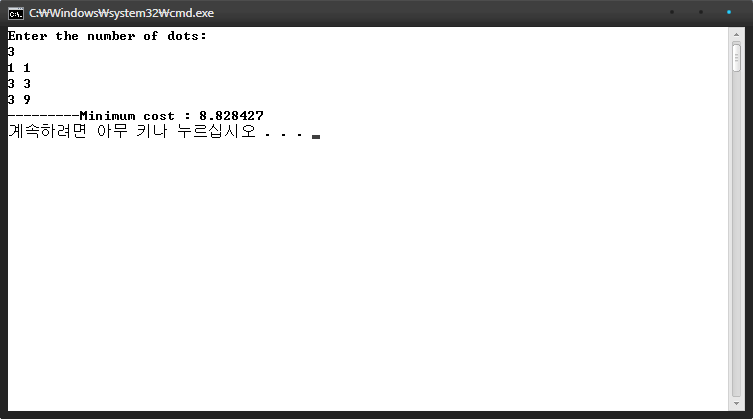 C:₩Windows₩system32₩cmd.exe
Enter the number of dots:
3
1 1
3 3
3 9
---------Minimum cost : 8.828427
계속하려면 아무 키나 누르십시오 . . .